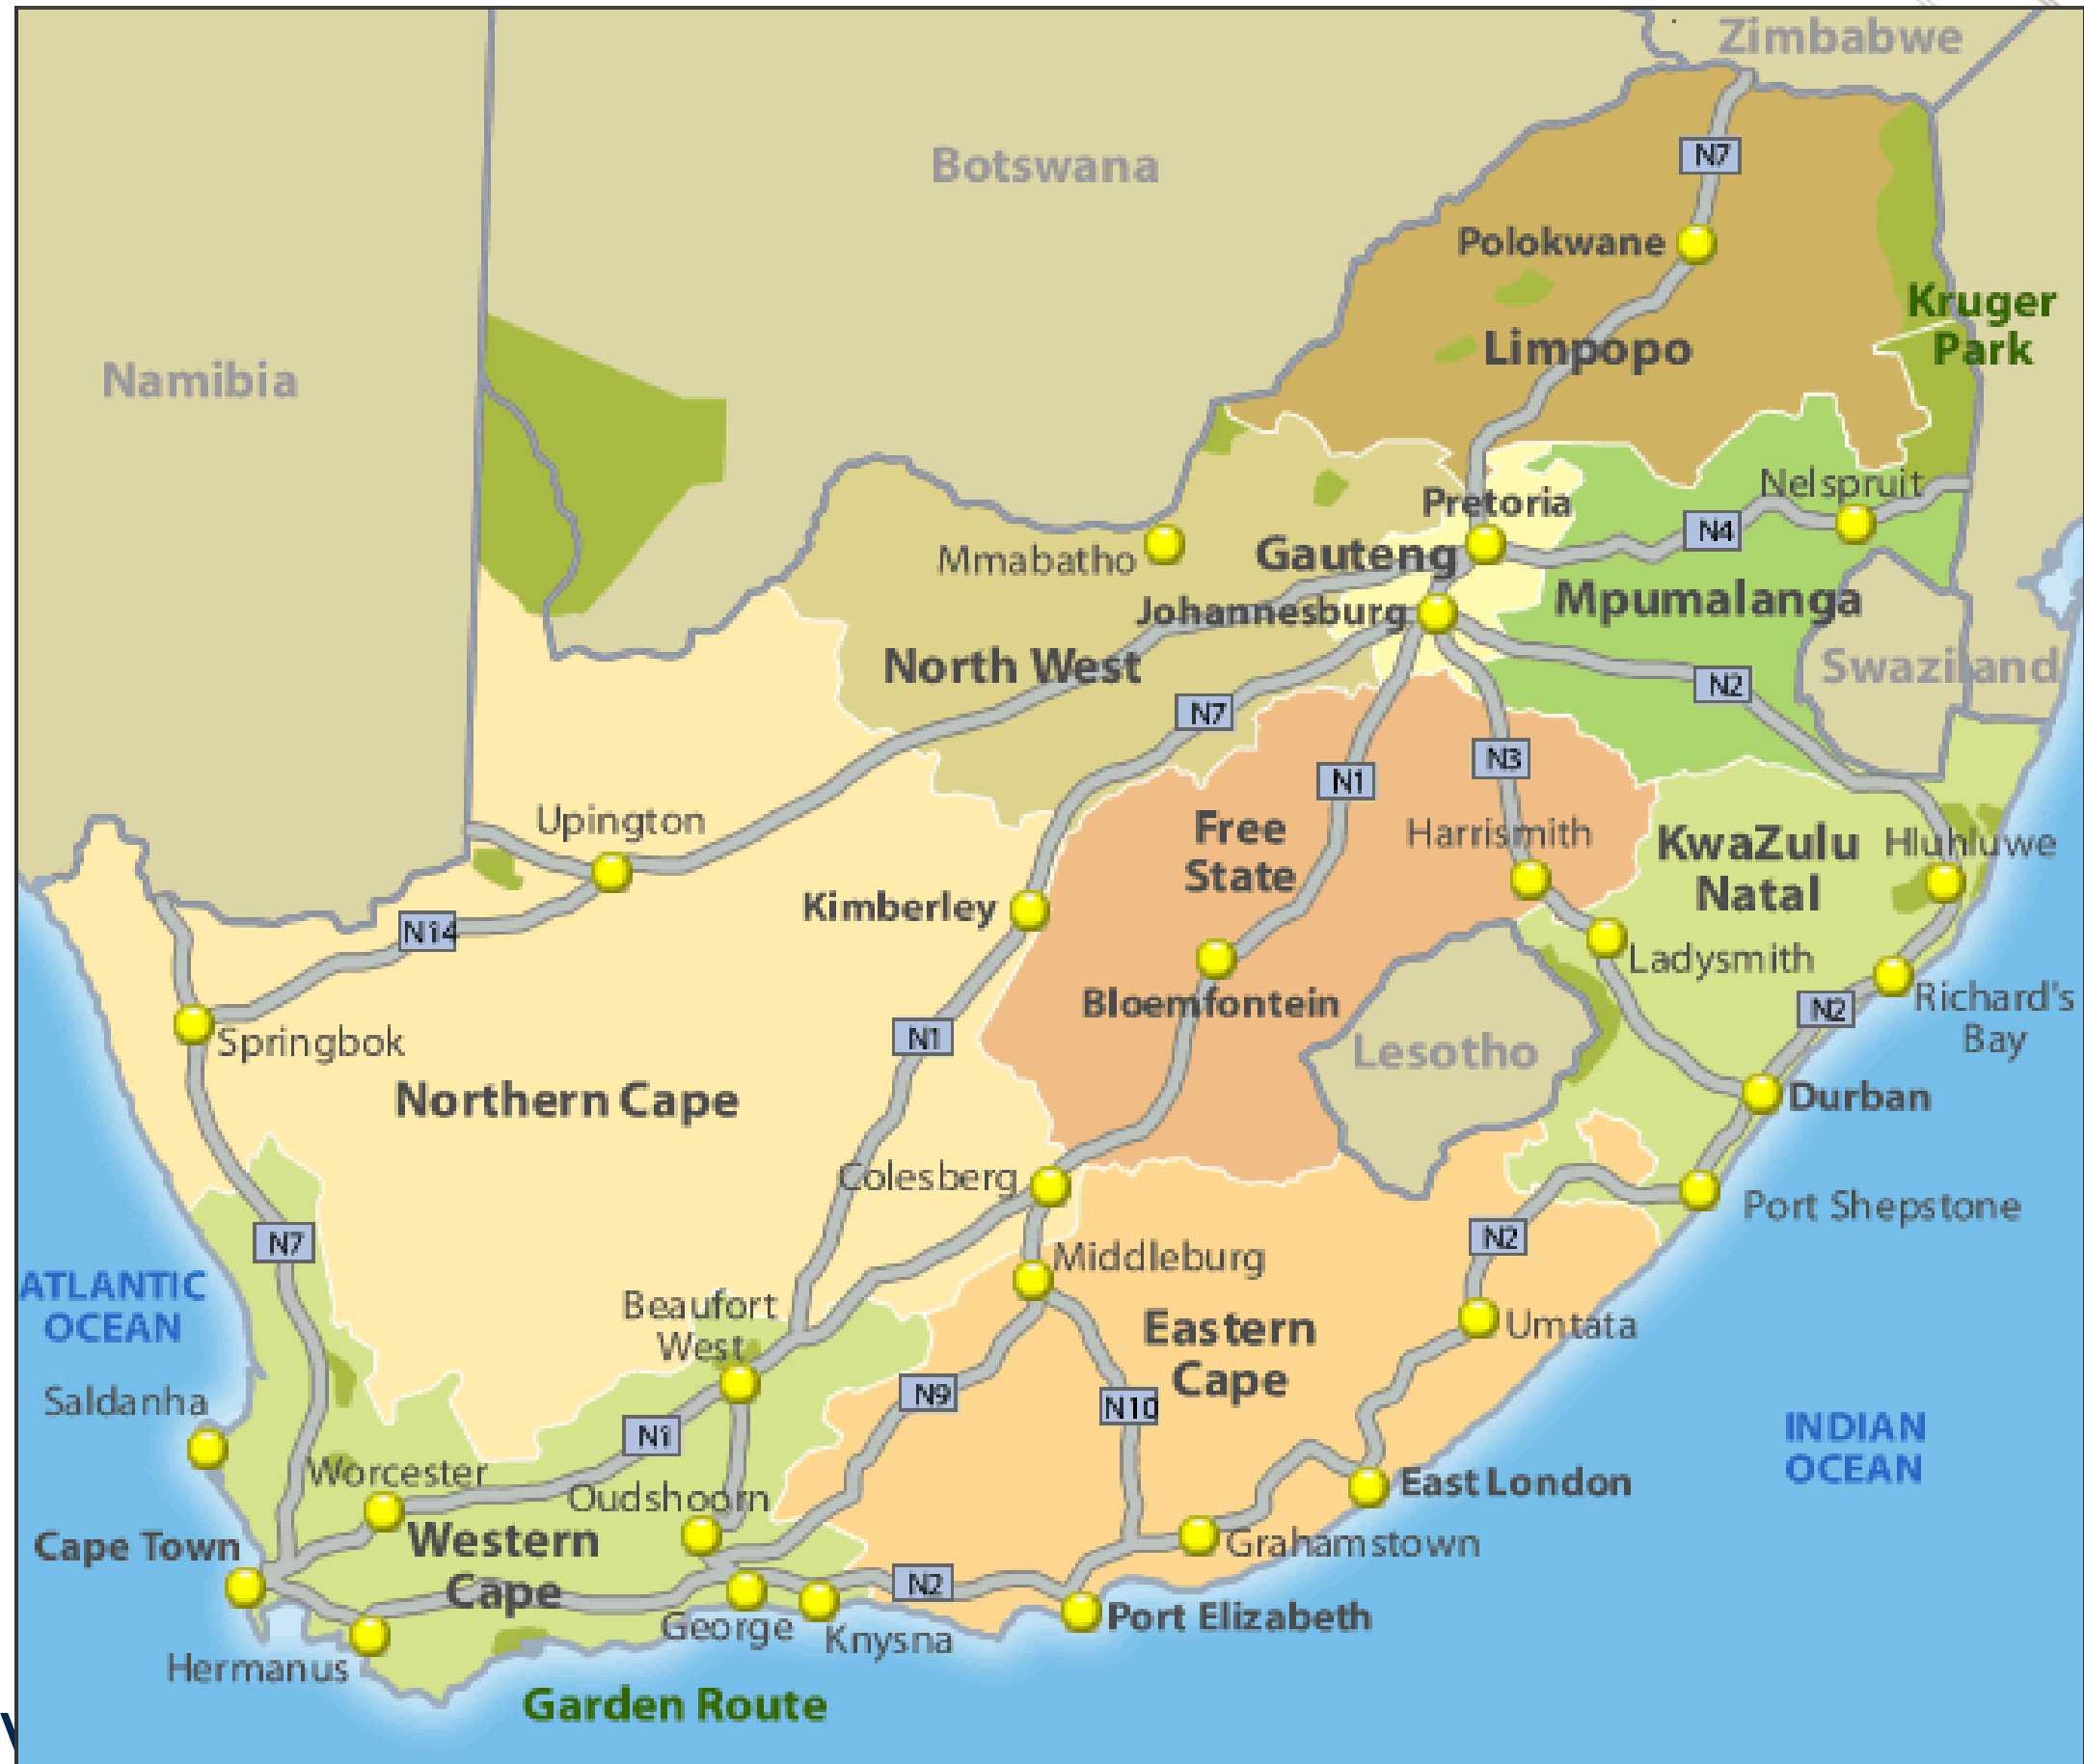 Zimbabwe
Botswana
N7
Polokwane
Kruger
Park
Limpopo
Namibia
Nelspruit
Pretoria
N4
Mmabatho
Gauteng
Mpumalanga
Johannesburg
North West
Swaziland
N2
N7
N3
N1
Upington
Free
State
Harrismith
KwaZulu
Natal
Hluhluwe
Kimberley
N14
Ladysmith
Bloemfontein
Richard's
Bay
N2
Springbok
N1
Lesotho
Northern Cape
Durban
Colesberg
Port Shepstone
N7
N2
Middleburg
ATLANTIC
OCEAN
Beaufort
West
Eastern
Cape
Umtata
Saldanha
N9
N10
N1
INDIAN
OCEAN
Worcester
Oudshoorn
East London
Cape Town
Western
Cape
Grahamstown
N2
George
Knysna
Port Elizabeth
Hermanus
Garden Route